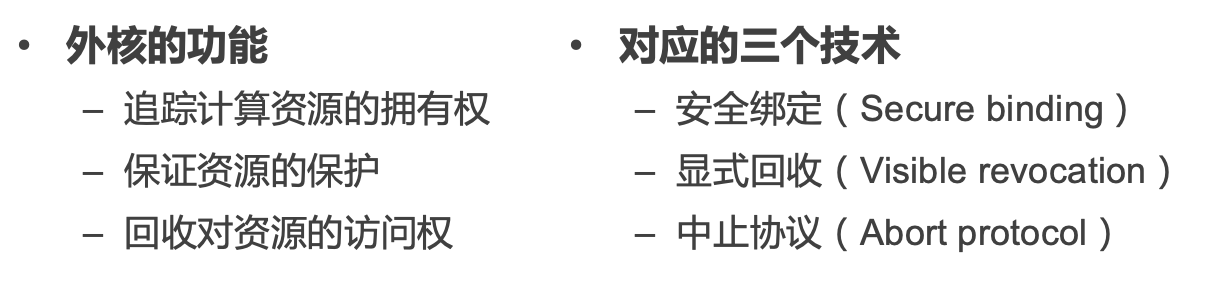 • 外核的功能
– 追踪计算资源的拥有权
– 保证资源的保护
– 回收对资源的访问权
• 对应的三个技术
– 安全绑定（Secure binding）
– 显式回收（Visible revocation）
– 中止协议（Abort protocol）